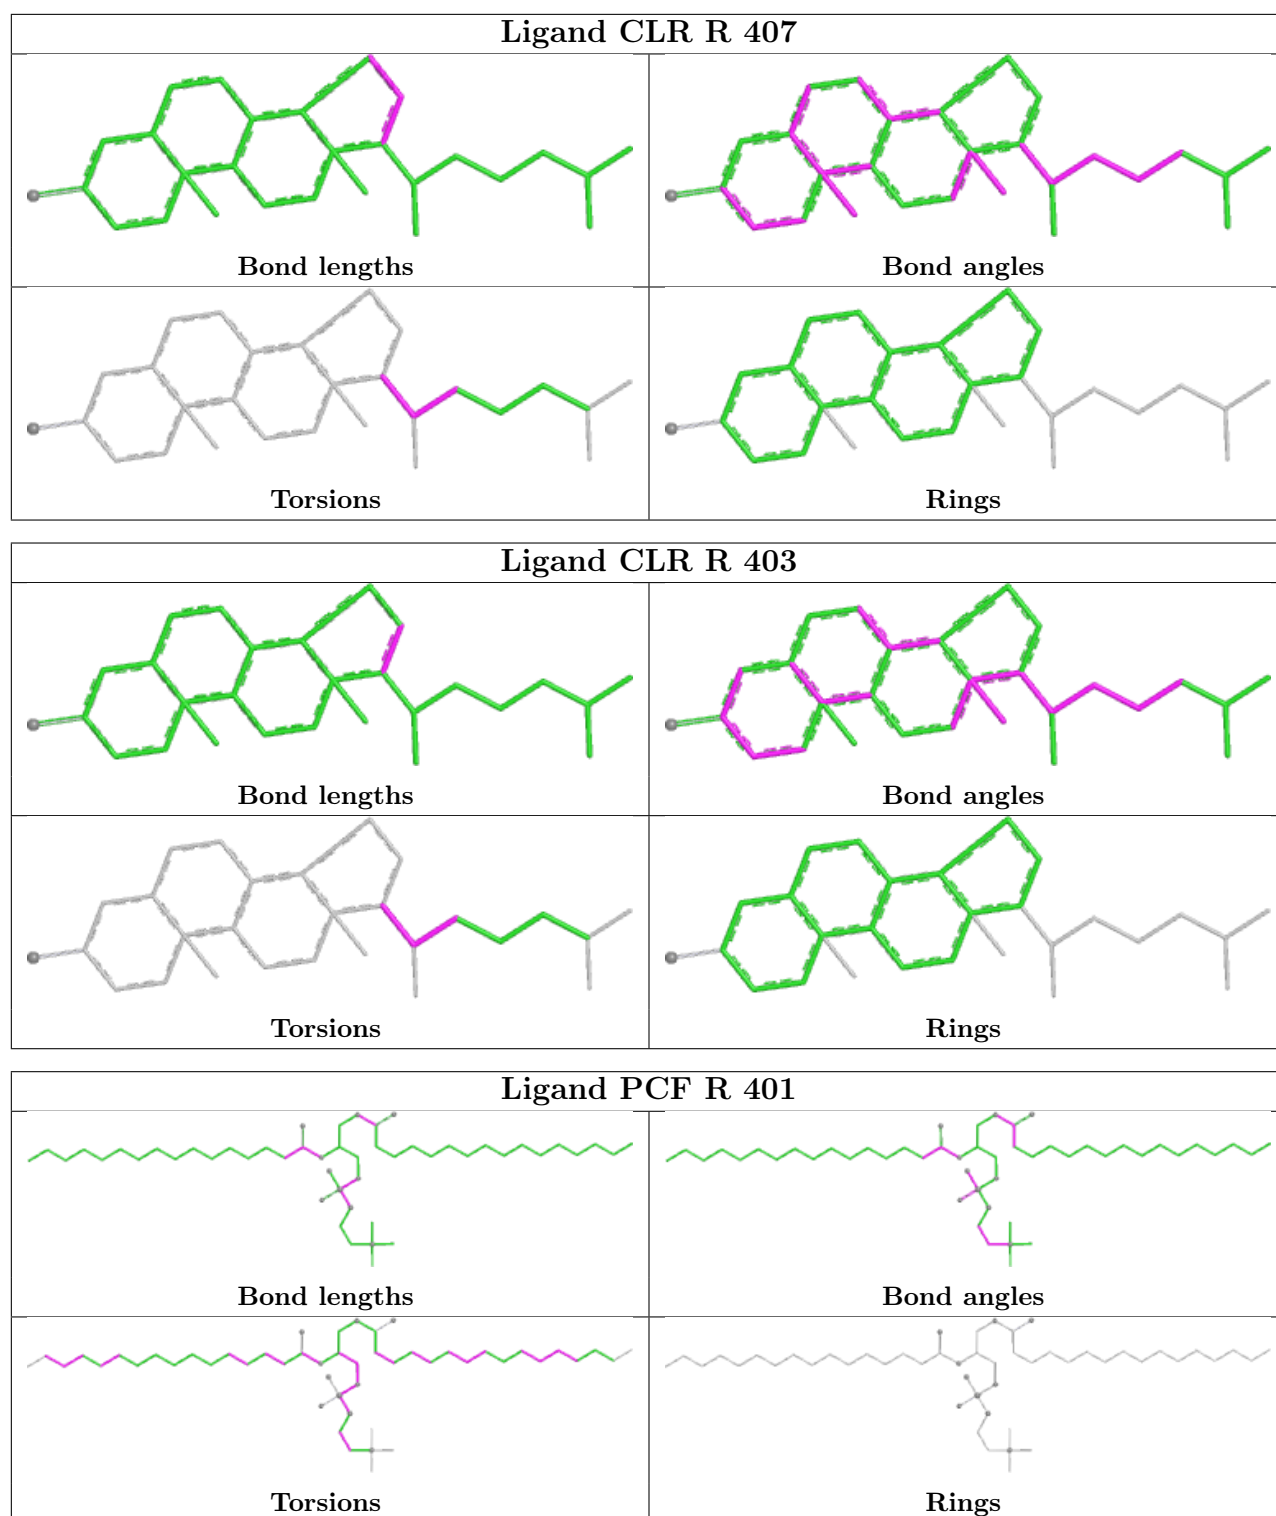 Ligand CLR R 407
Bond lengths
Bond angles
Torsions
Rings
Ligand CLR R 403
Bond lengths
Bond angles
Torsions
Rings
Ligand PCF R 401
Bond lengths
Bond angles
Torsions
Rings